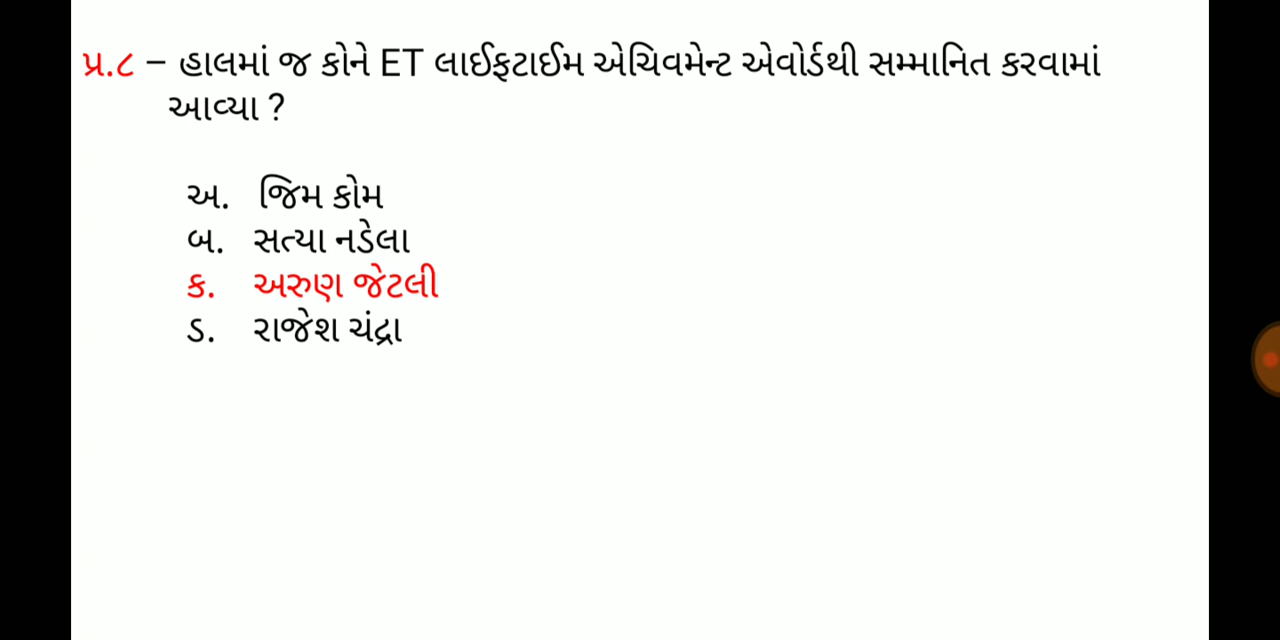 પ્ર.૮ – હાલમાં જ કોને ET લાઈફટાઈમ એચિવમેન્ટ એવોર્ડથી સમ્માનિત કરવામાં
આવ્યા ?
અ. જિમ કોમ
બ. સત્યા નડેલા
ક. અરુણ જેટલી
ડ. રાજેશ ચંદ્રા